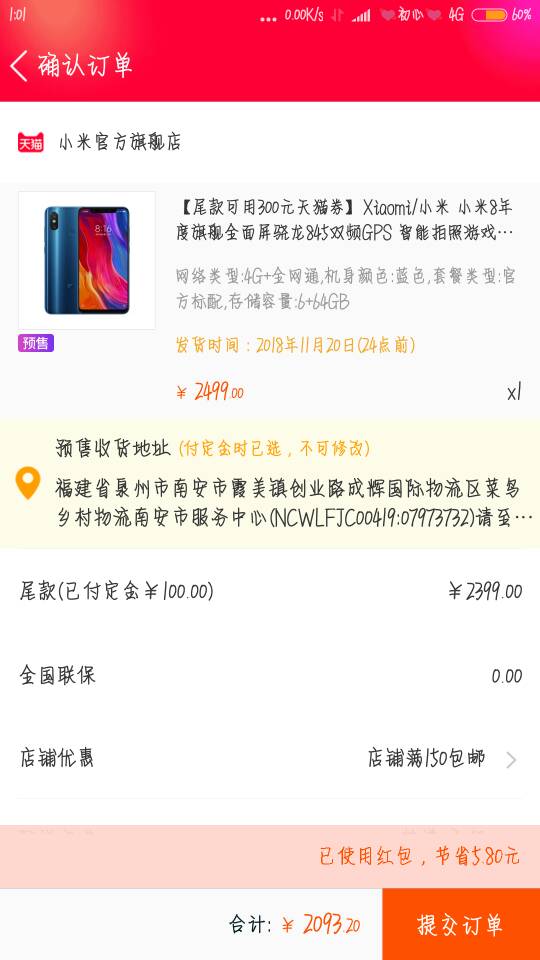 1:01 ... 0.00K/s 初心 4G 60%
确认订单
天猫 小米官方旗舰店
【尾款可用300元天猫券】Xiaomi/小米 小米8年
度旗舰全面屏骁龙845双频GPS 智能拍照游戏…
网络类型:4G+全网通,机身颜色:蓝色,套餐类型:官
方标配,存储容量:6+64GB
8:16
预售
发货时间：2018年11月20日(24点前)
¥ 2499.00 x1
预售收货地址 (付定金时已选，不可修改)
福建省泉州市南安市霞美镇创业路成辉国际物流区菜鸟
乡村物流南安市服务中心(NCWLFJC00419:07973732)请至…
尾款(已付定金¥100.00) ¥2399.00
全国联保 0.00
店铺优惠 店铺满150包邮
已使用红包，节省5.80元
合计: ¥ 2093.20 提交订单